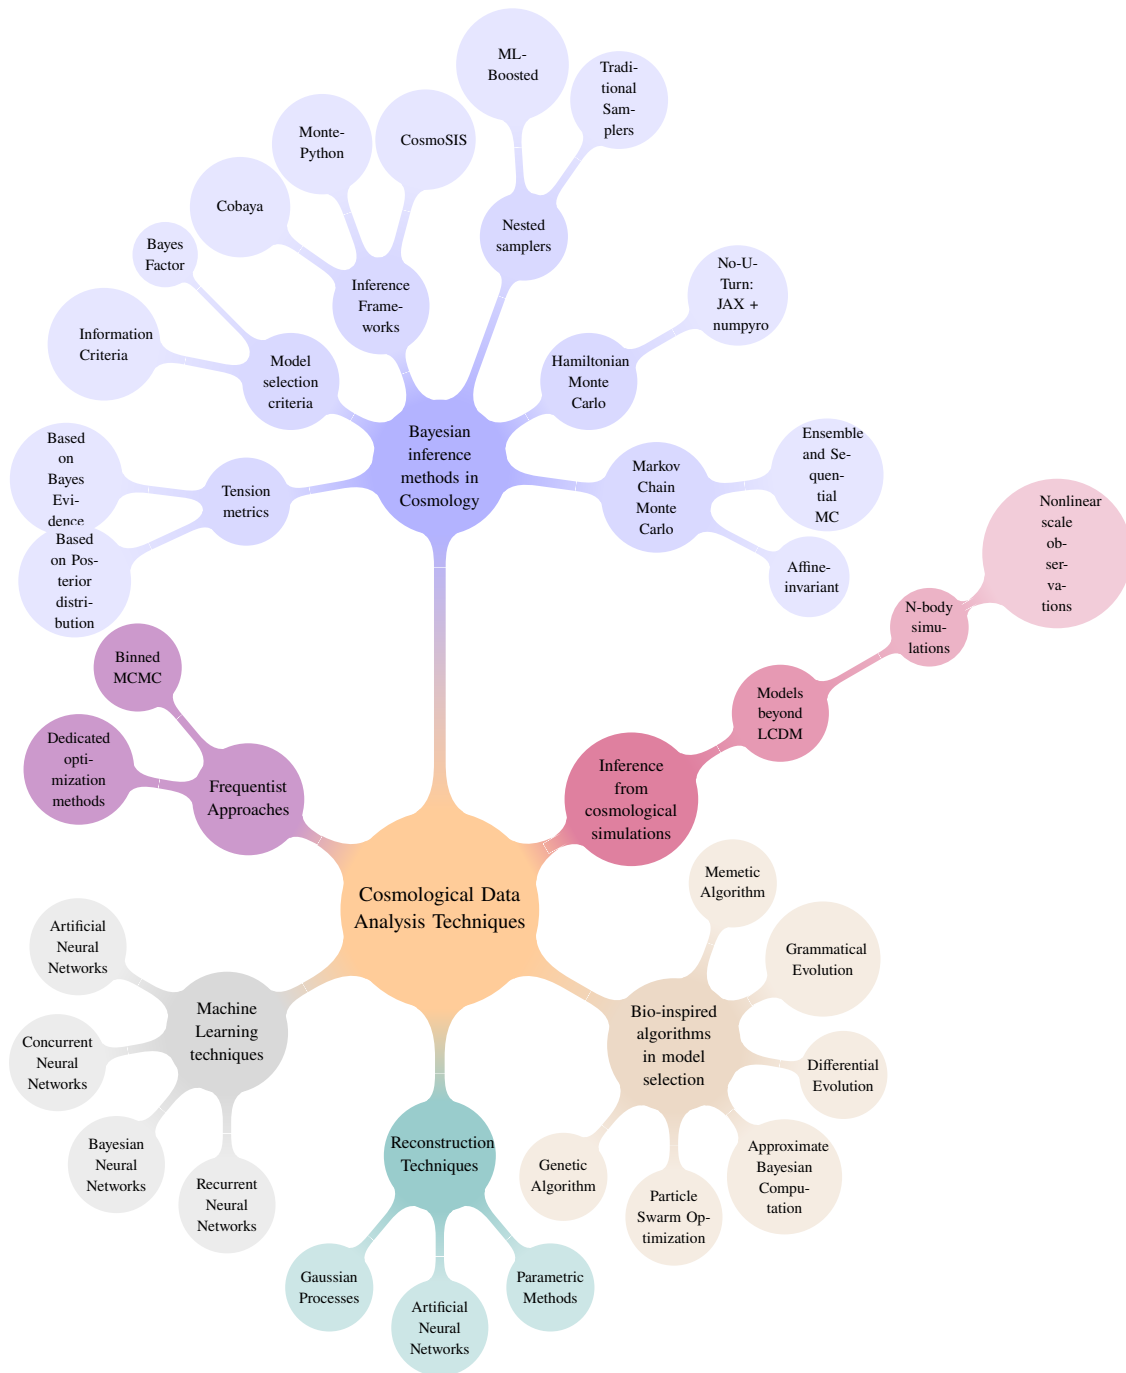 ML-
Boosted
Tradi-
tional
Sam-
plers
Monte-
Python
CosmoSIS
Cobaya
Nested
samplers
Bayes
Factor
Inference
Frame-
works
No-U-
Turn:
JAX +
numpyro
Information
Criteria
Model
selection
criteria
Hamiltonian
Monte
Carlo
Bayesian
inference
methods in
Cosmology
Based
on
Bayes
Evi-
dence
Tension
metrics
Markov
Chain
Monte
Carlo
Ensemble
and Se-
quen-
tial
MC
Based
on Pos-
terior
distri-
bution
Affine-
invariant
Nonlinear
scale
ob-
ser-
va-
tions
N-body
simu-
lations
Binned
MCMC
Models
beyond
LCDM
Dedicated
opti-
mization
methods
Frequentist
Approaches
Inference
from
cosmological
simulations
Cosmological Data
Analysis Techniques
Memetic
Algorithm
Grammatical
Evolution
Artificial
Neural
Networks
Machine
Learning
techniques
Bio-inspired
algorithms
in model
selection
Concurrent
Neural
Networks
Differential
Evolution
Bayesian
Neural
Networks
Recurrent
Neural
Networks
Reconstruction
Techniques
Genetic
Algorithm
Particle
Swarm Op-
timization
Approximate
Bayesian
Compu-
tation
Gaussian
Processes
Artificial
Neural
Networks
Parametric
Methods